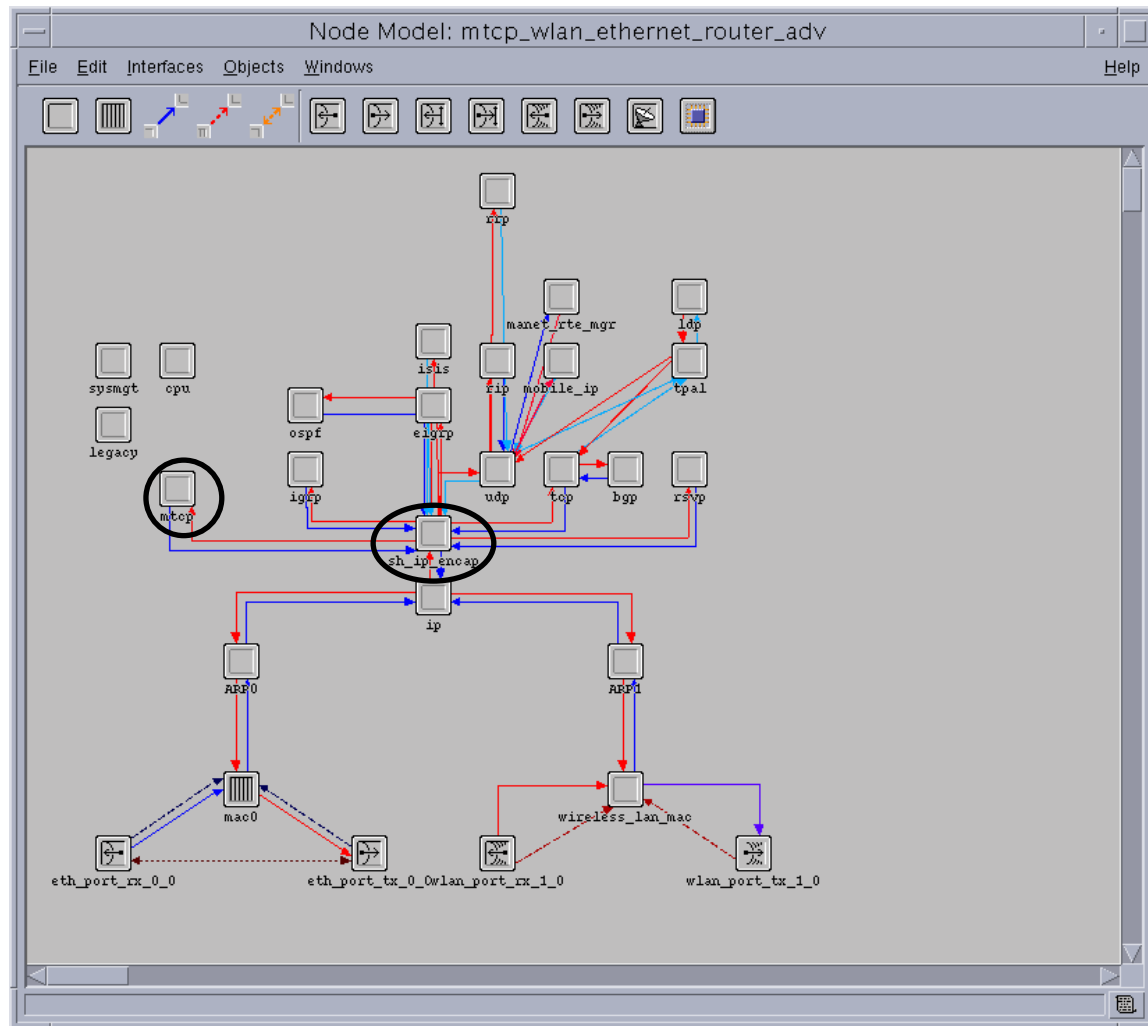 Node Model: mtcp_wlan_ethernet_router_adv
File Edit Interfaces Objects Windows Help
rrp
manet_rte_mgr
ldp
isis
sysmgt
cpu
rip
mobile_ip
tpal
ospf
eigrp
legacy
mtcp
igrp
udp
tcp
bgp
rsvp
sh_ip_encap
ip
ARP0
ARP1
mac0
wireless_lan_mac
eth_port_rx_0_0
eth_port_tx_0_0
wlan_port_rx_1_0
wlan_port_tx_1_0